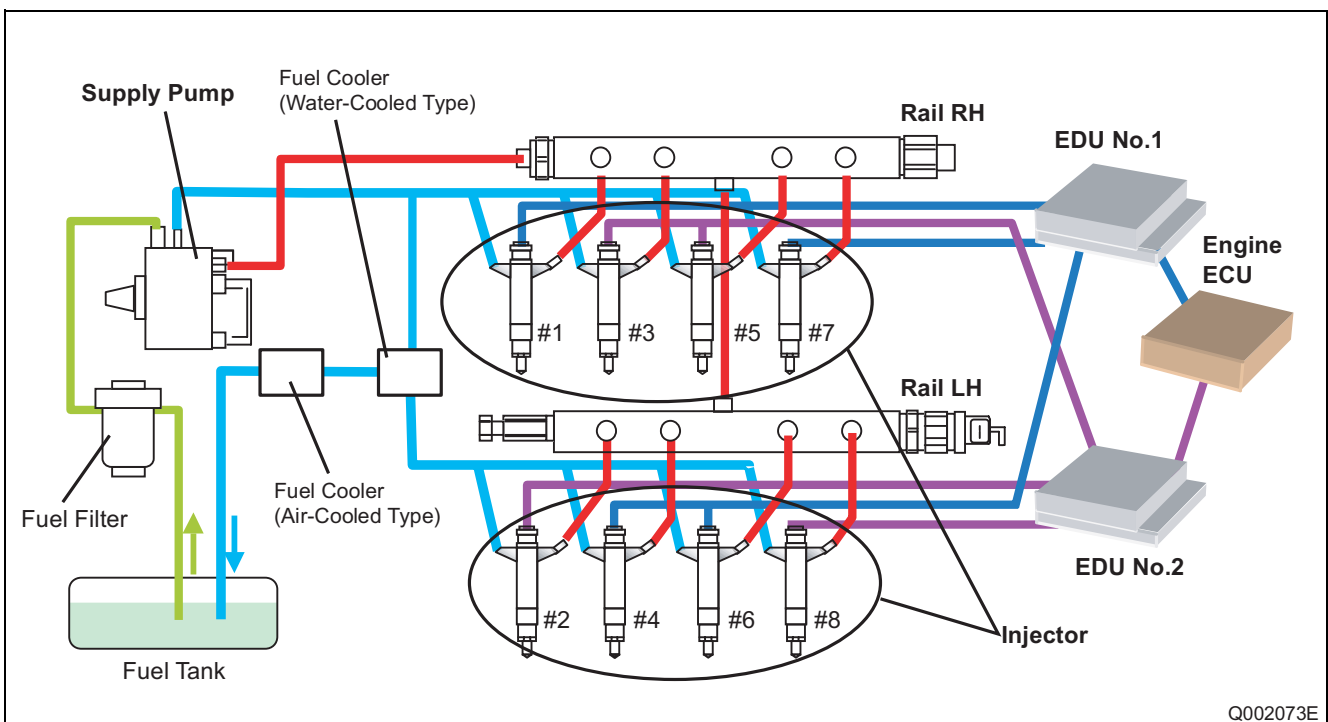 Supply Pump
Fuel Cooler
(Water-Cooled Type)
Rail RH
EDU No.1
Engine
ECU
#1
#3
#5
#7
Rail LH
Fuel Filter
Fuel Cooler
(Air-Cooled Type)
EDU No.2
#2
#4
#6
#8
Injector
Fuel Tank
Q002073E